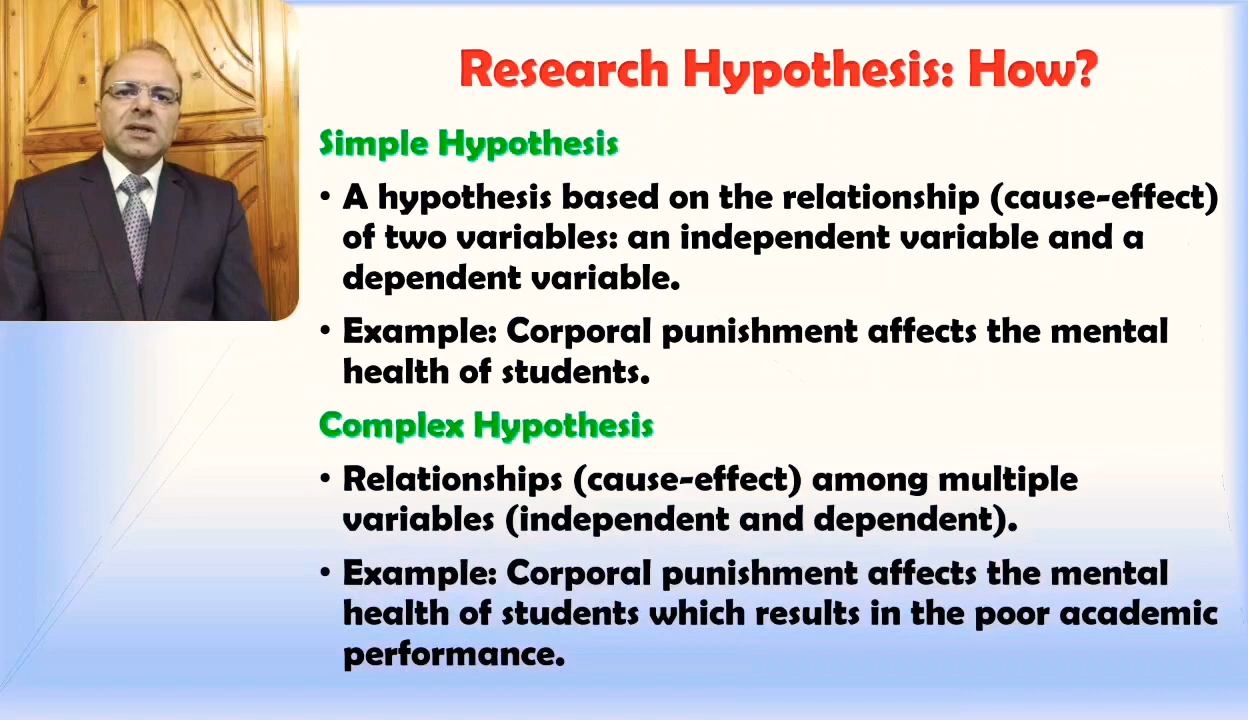 Research Hypothesis: How?
Simple Hypothesis
• A hypothesis based on the relationship (cause-effect)
of two variables: an independent variable and a
dependent variable.
• Example: Corporal punishment affects the mental
health of students.
Complex Hypothesis
• Relationships (cause-effect) among multiple
variables (independent and dependent).
• Example: Corporal punishment affects the mental
health of students which results in the poor academic
performance.